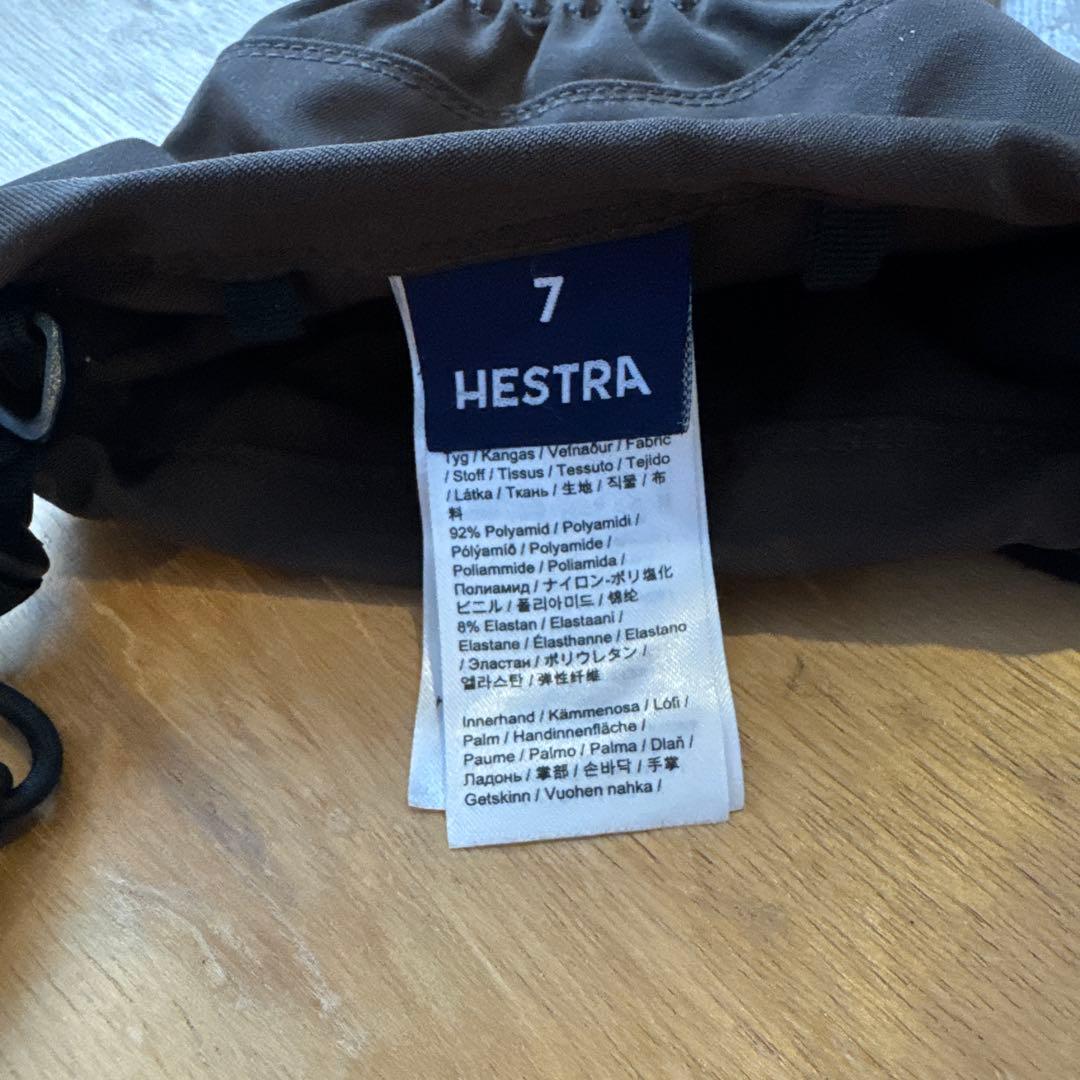 7
HESTRA
Tyg / Kangas / Vefnaður / Fabric
/ Stoff / Tissus / Tessuto / Tejido
/ Látka / Ткань / 生地 / 직물 / 布
料
92% Polyamid / Polyamidi /
Pólýamíð / Polyamide /
Poliammide / Poliamida /
Полиамид / ナイロン-ポリ塩化
ビニル / 폴리아미드 / 锦纶
8% Elastan / Elastaani /
Elastane / Élasthanne / Elastano
/ Эластан / ポリウレタン /
엘라스탄 / 弹性纤维
Innerhand / Kämmenosa / Lófi /
Palm / Handinnenfläche /
Paume / Palmo / Palma / Dlaň /
Ладонь / 掌部 / 손바닥 / 手掌
Getskinn / Vuohen nahka /